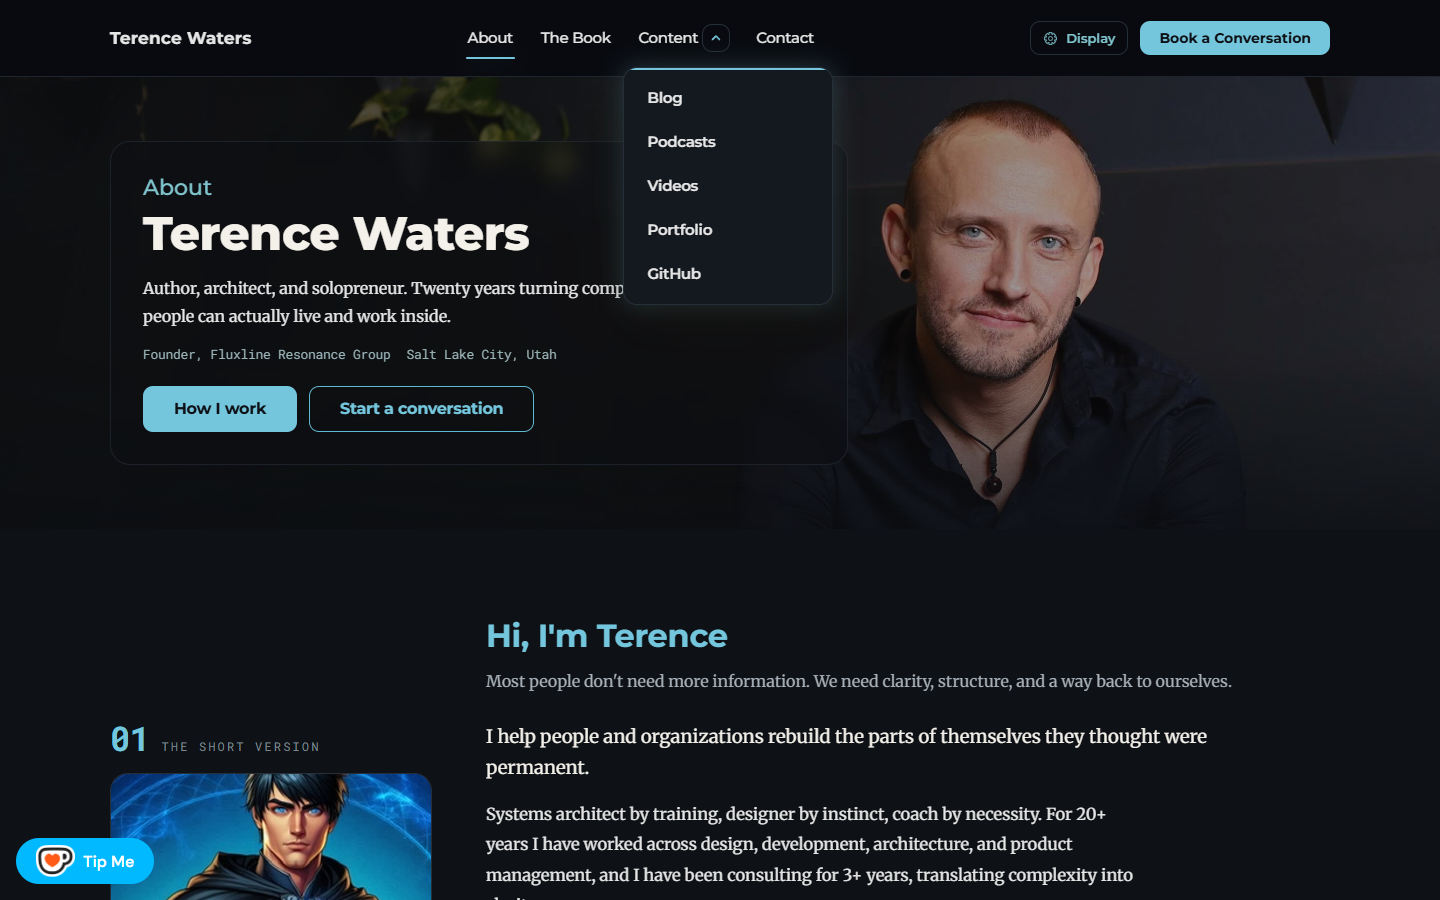 Terence Waters
About
The Book
Content
Contact
Display
Book a Conversation
Blog
Podcasts
Videos
Portfolio
GitHub
About
Terence Waters
Author, architect, and solopreneur. Twenty years turning comp
people can actually live and work inside.
Founder, Fluxline Resonance Group Salt Lake City, Utah
How I work
Start a conversation
Hi, I'm Terence
Most people don't need more information. We need clarity, structure, and a way back to ourselves.
01 THE SHORT VERSION
I help people and organizations rebuild the parts of themselves they thought were
permanent.
Systems architect by training, designer by instinct, coach by necessity. For 20+
years I have worked across design, development, architecture, and product
management, and I have been consulting for 3+ years, translating complexity into
Tip Me